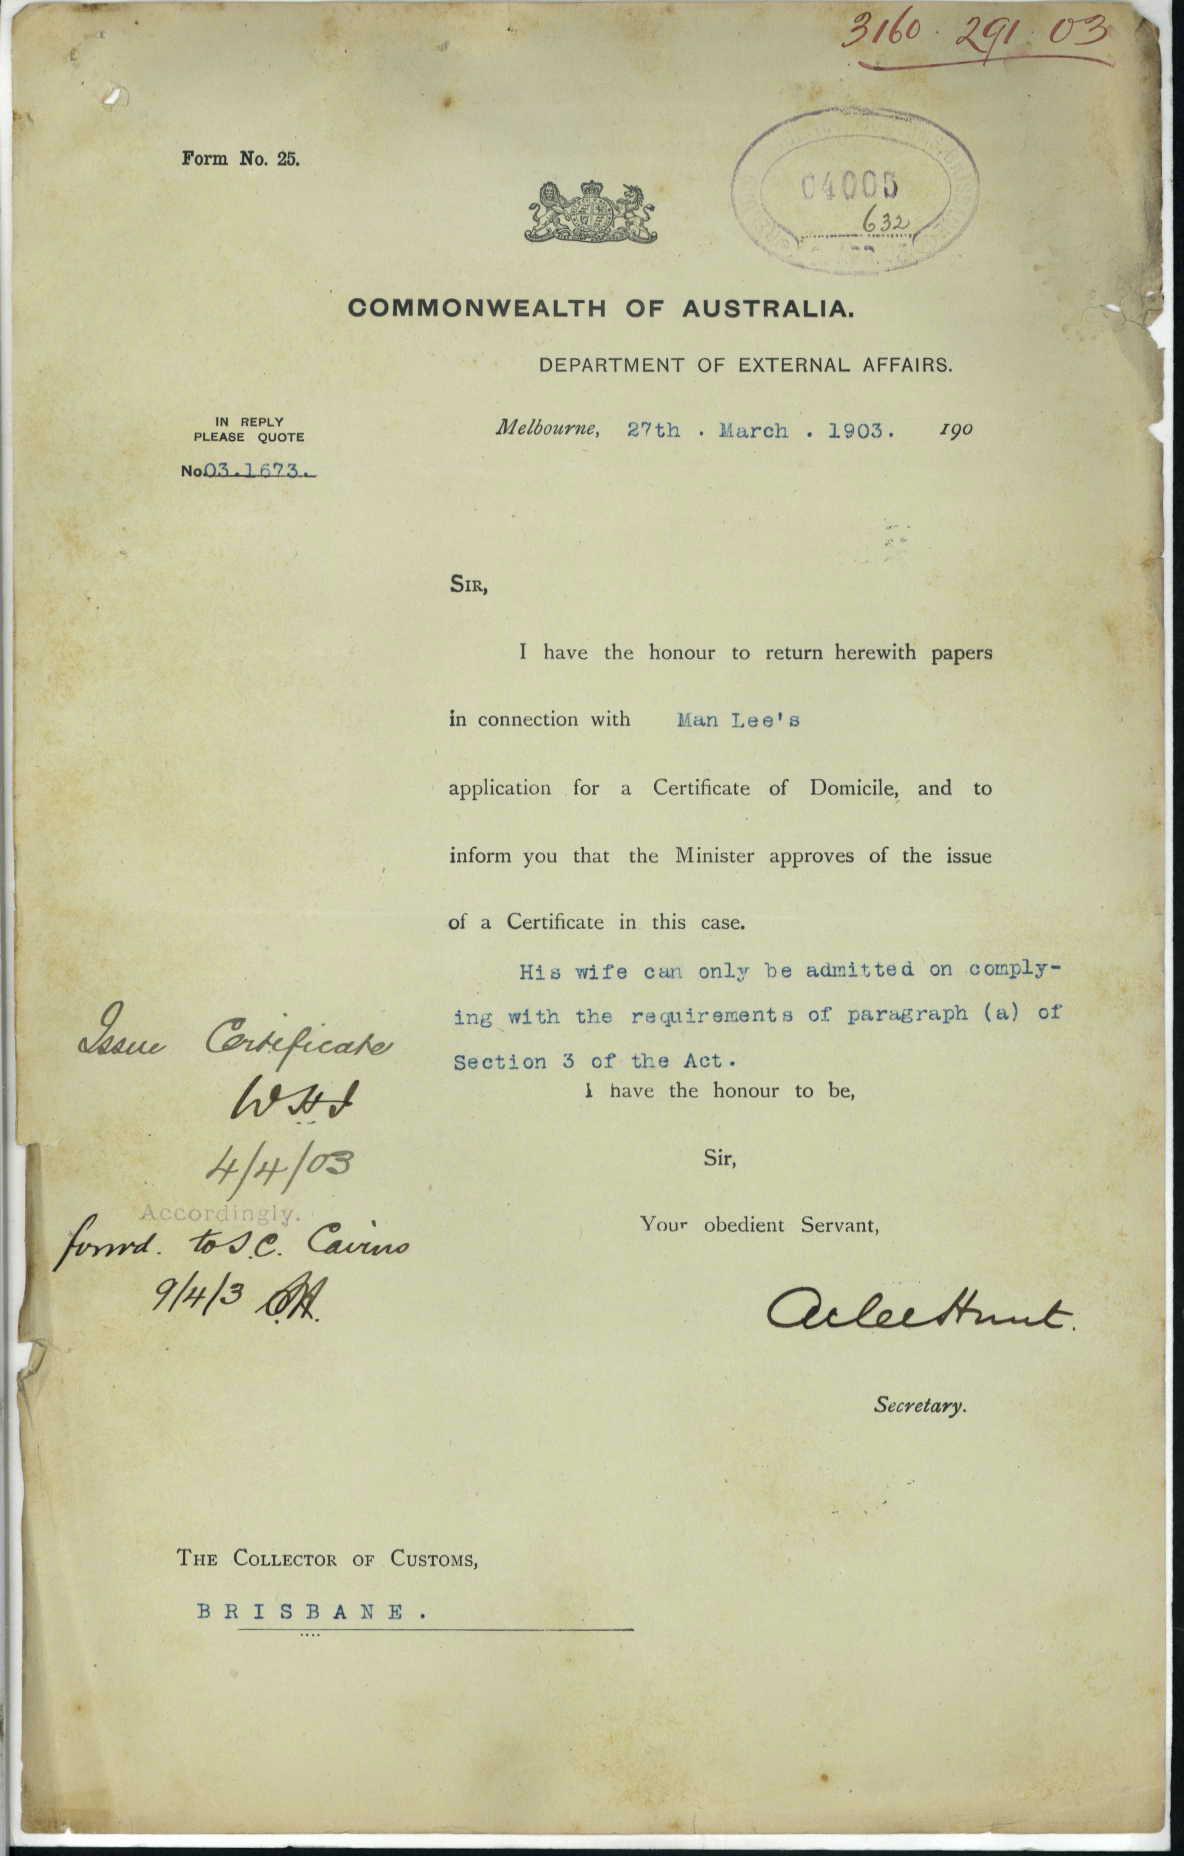 3160 . 291 . 03
Form No. 25.
04005
632
COMMONWEALTH OF AUSTRALIA.
DEPARTMENT OF EXTERNAL AFFAIRS.
IN REPLY
PLEASE QUOTE
No. 03.1673.
Melbourne, 27th . March . 1903. 190
SIR,
I have the honour to return herewith papers
in connection with Man Lee's
application for a Certificate of Domicile, and to
inform you that the Minister approves of the issue
of a Certificate in this case.
His wife can only be admitted on comply-
ing with the requirements of paragraph (a) of
Section 3 of the Act.
I have the honour to be,
Sir,
Your obedient Servant,
Atlee Hunt.
Secretary.
Issue Certificate
WHI
4/4/03
Accordingly.
forwd. to S.C. Cairns
9/4/3
THE COLLECTOR OF CUSTOMS,
BRISBANE.